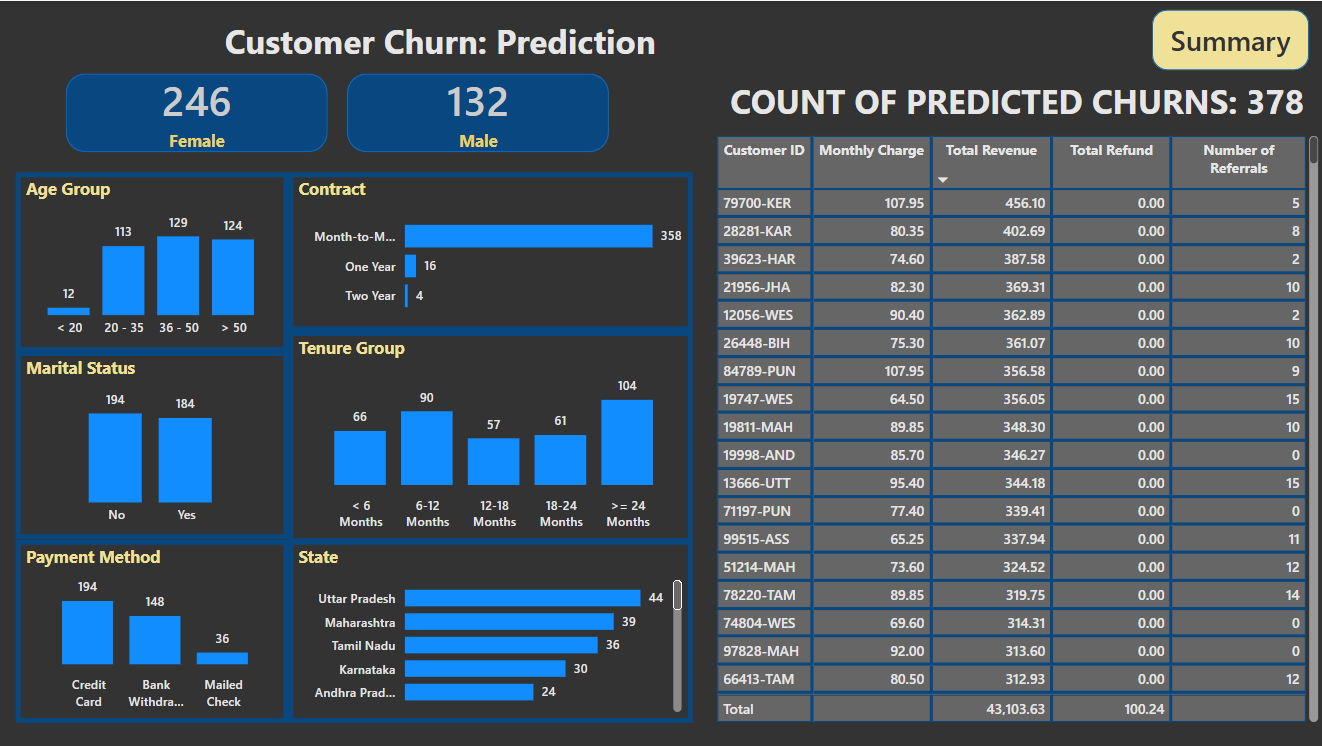 Customer Churn: Prediction
Summary
246
Female
132
Male
COUNT OF PREDICTED CHURNS: 378
Age Group
12
113
129
124
< 20
20 - 35
36 - 50
> 50
Contract
Month-to-M... 358
One Year 16
Two Year 4
Marital Status
194
184
No
Yes
Tenure Group
66
90
57
61
104
< 6
Months
6-12
Months
12-18
Months
18-24
Months
>= 24
Months
Payment Method
194
148
36
Credit
Card
Bank
Withdra...
Mailed
Check
State
Uttar Pradesh 44
Maharashtra 39
Tamil Nadu 36
Karnataka 30
Andhra Prad... 24
Customer ID Monthly Charge Total Revenue Total Refund Number of
Referrals
79700-KER 107.95 456.10 0.00 5
28281-KAR 80.35 402.69 0.00 8
39623-HAR 74.60 387.58 0.00 2
21956-JHA 82.30 369.31 0.00 10
12056-WES 90.40 362.89 0.00 2
26448-BIH 75.30 361.07 0.00 10
84789-PUN 107.95 356.58 0.00 9
19747-WES 64.50 356.05 0.00 15
19811-MAH 89.85 348.30 0.00 10
19998-AND 85.70 346.27 0.00 0
13666-UTT 95.40 344.18 0.00 15
71197-PUN 77.40 339.41 0.00 0
99515-ASS 65.25 337.94 0.00 11
51214-MAH 73.60 324.52 0.00 12
78220-TAM 89.85 319.75 0.00 14
74804-WES 69.60 314.31 0.00 0
97828-MAH 92.00 313.60 0.00 0
66413-TAM 80.50 312.93 0.00 12
Total 43,103.63 100.24